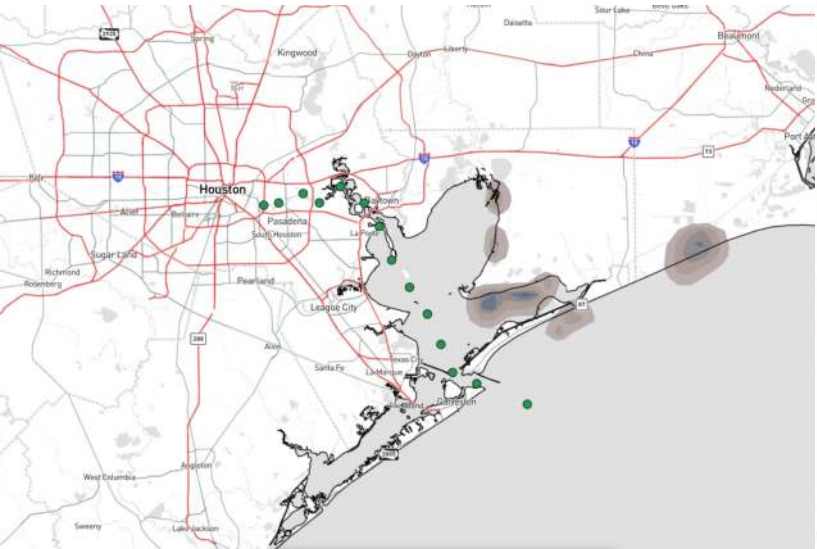 Daisetta
Sour Lake
Beaumont
Spring
Kingwood
Dayton
Liberty
China
Nederland
Port
73
10
10
10
Katy
Houston
Baytown
Alief
Bellaire
Pasadena
South Houston
La Porte
Sugar Land
Richmond
Rosenberg
Pearland
League City
87
288
Alvin
Santa Fe
Texas City
La Marque
Galveston
Angleton
West Columbia
Sweeny
Lake Jackson